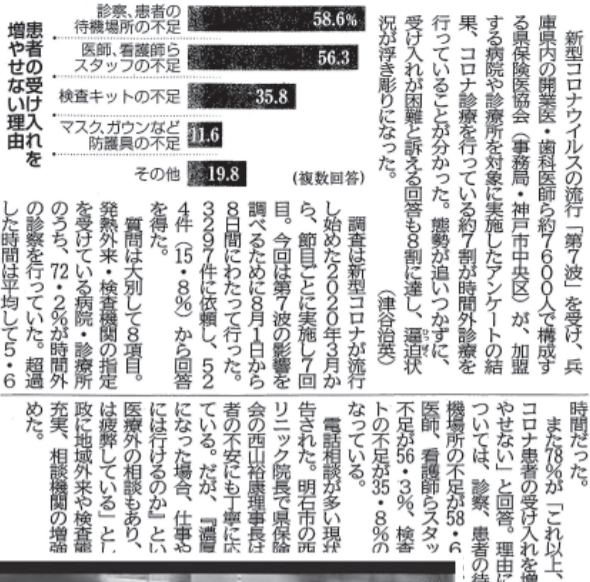 患者の受け入れを
増やせない理由
診察、患者の
待機場所の不足
58.6%
医師、看護師ら
スタッフの不足
56.3
検査キットの不足
35.8
マスク、ガウンなど
防護具の不足
11.6
その他
19.8
(複数回答)
新型コロナウイルスの流行「第7波」を受け、兵
庫県内の開業医・歯科医師ら約7600人で構成す
る県保険医協会（事務局・神戸市中央区）が、加盟
する病院や診療所を対象に実施したアンケートの結
果、コロナ診療を行っている約7割が時間外診療を
行っていることが分かった。態勢が追いつかずに、
受け入れが困難と訴える回答も8割に達し、逼迫状
ひっぱく
況が浮き彫りになった。
（津谷治英）
調査は新型コロナが流行
し始めた2020年3月か
ら、節目ごとに実施し7回
目。今回は第7波の影響を
調べるために8月1日から
8日間にわたって行った。
3297件に依頼し、52
4件（15・8％）から回答
を得た。
質問は大別して8項目。
発熱外来・検査機関の指定
を受けている病院・診療所
のうち、72・2％が時間外
の診察を行っていた。超過
した時間は平均して5・6
時間だった。
また78％が「これ以上、
コロナ患者の受け入れを増
やせない」と回答。理由に
ついては、診察、患者の待
機場所の不足が58・6
医師、看護師らスタッ
不足が56・3％、検査
トの不足が35・8％の
なっている。
電話相談が多い現状
告された。明石市の西
リニック院長で県保険
会の西山裕康理事長は
者の不安にも丁寧に応
ている。だが、『濃厚
になった場合、仕事や
には行けるのか』とい
医療外の相談もあり、
は疲弊している」とし
政に地域外来や検査態
充実、相談機関の増強
めた。